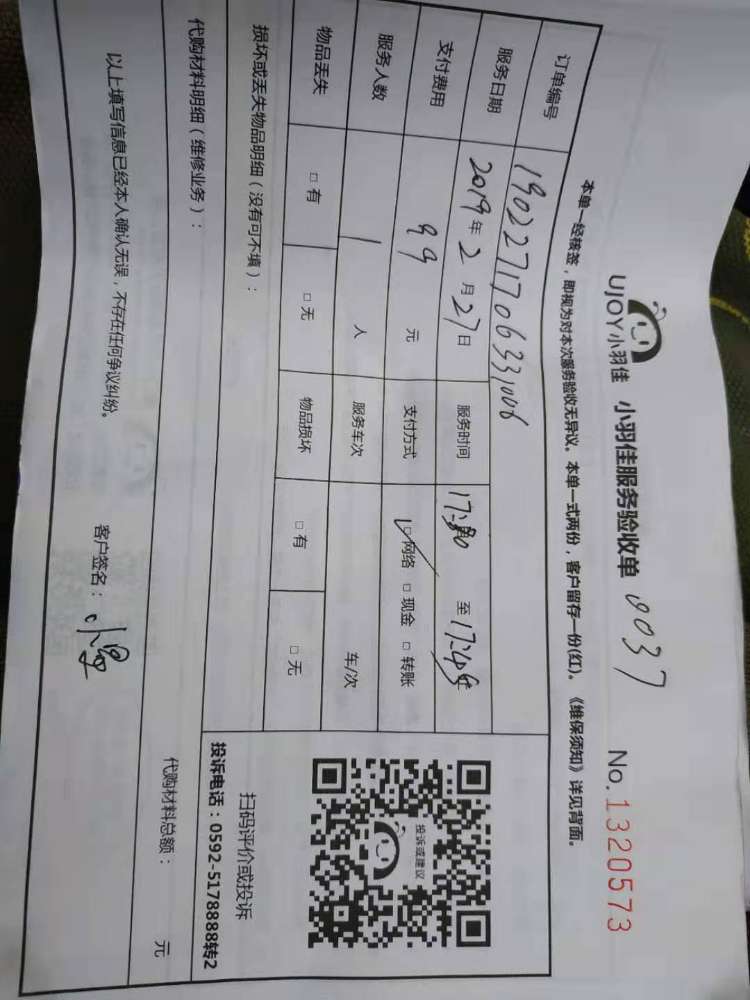 UJOY小羽佳 小羽佳服务验收单 0037 No.1320573
本单一经核签，即视为对本次服务验收无异议。本单一式两份，客户留存一份(红)。《维保须知》详见背面。
订单编号 190227170633
服务日期 2019年2月27日 服务时间 至17:45
支付费用 99元 支付方式 ☑网络 □现金 □转账
服务人数 1人 服务车次 车/次
物品丢失 □有 □无 物品损坏 □有 □无
损坏或丢失物品明细（没有可不填）：
投诉或建议
扫码评价或投诉
投诉电话：0592-5178888转2
代购材料明细（维修业务）：
代购材料总额： 元
以上填写信息已经本人确认无误，不存在任何争议纠纷。 客户签名：